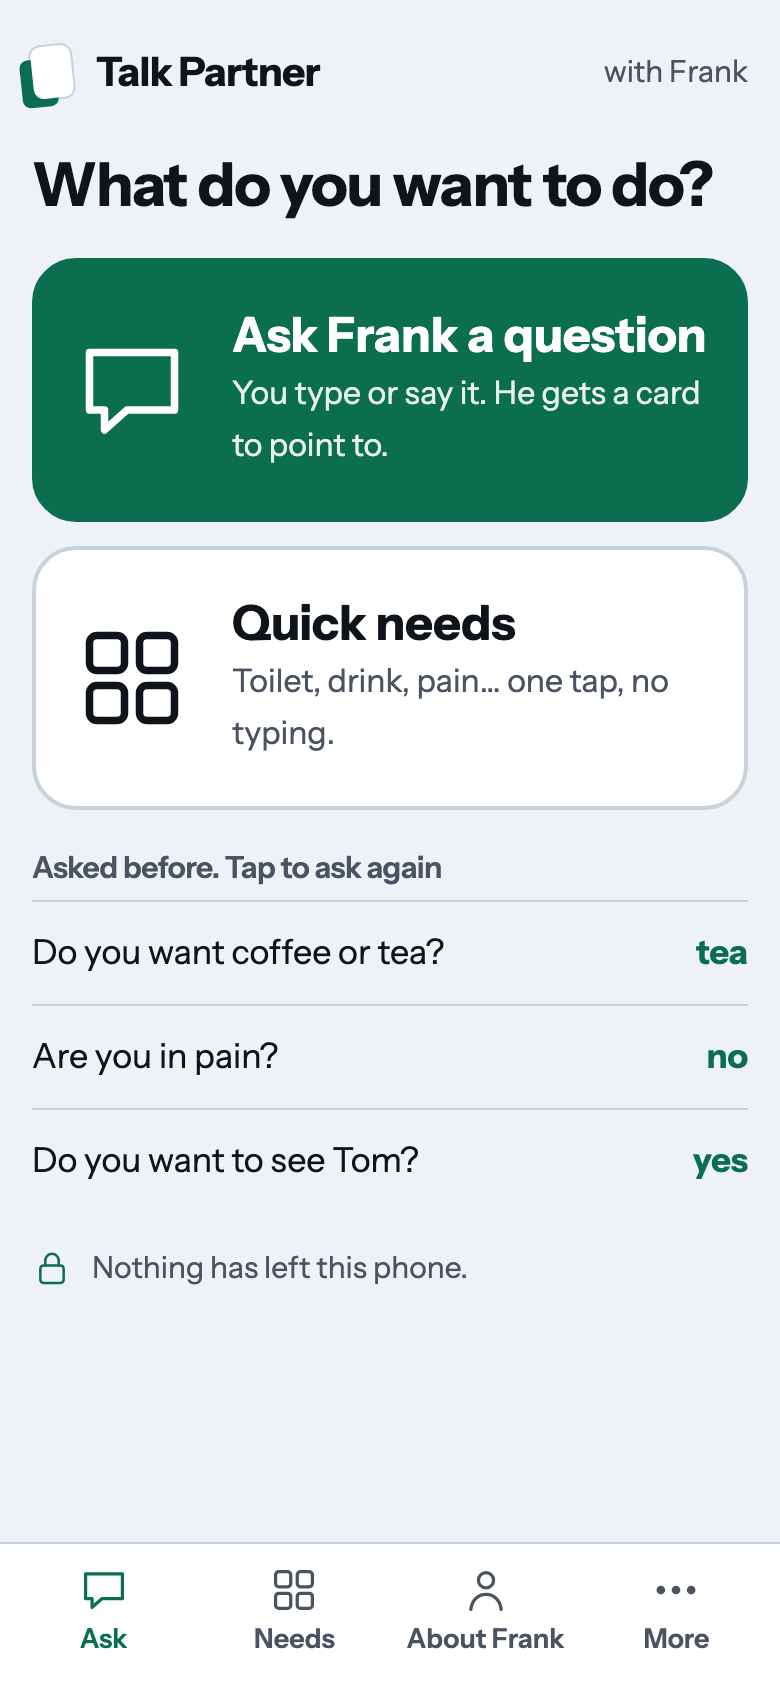 Talk Partner
with Frank
What do you want to do?
Ask Frank a question
You type or say it. He gets a card
to point to.
Quick needs
Toilet, drink, pain... one tap, no
typing.
Asked before. Tap to ask again
Do you want coffee or tea? tea
Are you in pain? no
Do you want to see Tom? yes
Nothing has left this phone.
Ask Needs About Frank More